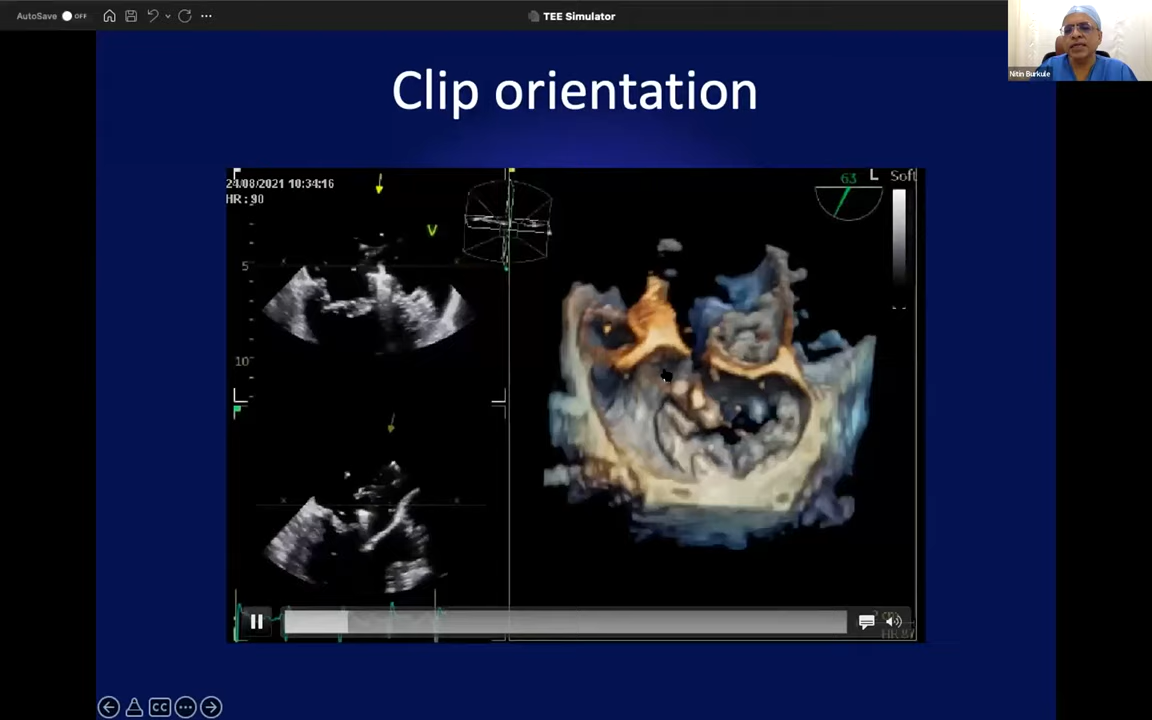 AutoSave OFF
TEE Simulator
Nitin Burkule
Clip orientation
24/08/2021 10:34:16
HR: 90
V
63
L
Soft
5
10
CC